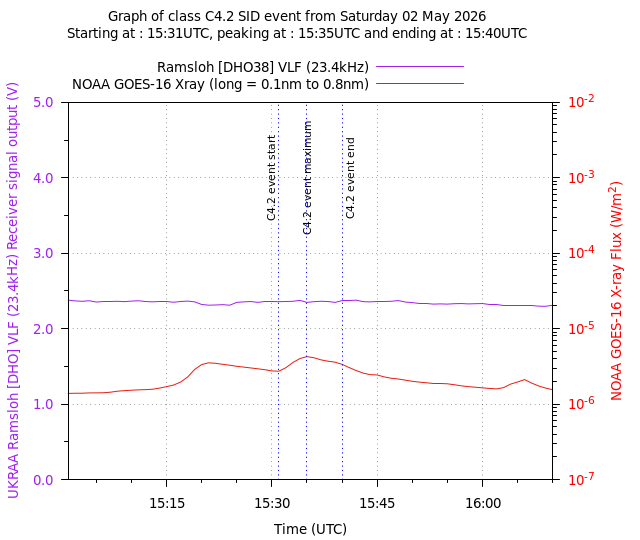 Graph of class C4.2 SID event from Saturday 02 May 2026
Starting at : 15:31UTC, peaking at : 15:35UTC and ending at : 15:40UTC
Ramsloh [DHO38] VLF (23.4kHz)
NOAA GOES-16 Xray (long = 0.1nm to 0.8nm)
UKRAA Ramsloh [DHO] VLF (23.4kHz) Receiver signal output (V)
5.0
4.0
3.0
2.0
1.0
0.0
C4.2 event start
C4.2 event maximum
C4.2 event end
10-2
10-3
10-4
10-5
10-6
10-7
NOAA GOES-16 X-ray Flux (W/m2)
15:15
15:30
15:45
16:00
Time (UTC)